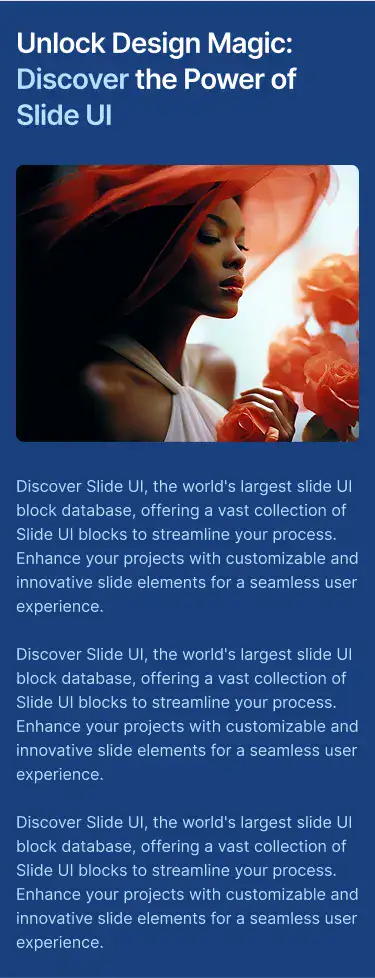 Unlock Design Magic:
Discover the Power of
Slide UI
Discover Slide UI, the world's largest slide UI
block database, offering a vast collection of
Slide UI blocks to streamline your process.
Enhance your projects with customizable and
innovative slide elements for a seamless user
experience.
Discover Slide UI, the world's largest slide UI
block database, offering a vast collection of
Slide UI blocks to streamline your process.
Enhance your projects with customizable and
innovative slide elements for a seamless user
experience.
Discover Slide UI, the world's largest slide UI
block database, offering a vast collection of
Slide UI blocks to streamline your process.
Enhance your projects with customizable and
innovative slide elements for a seamless user
experience.